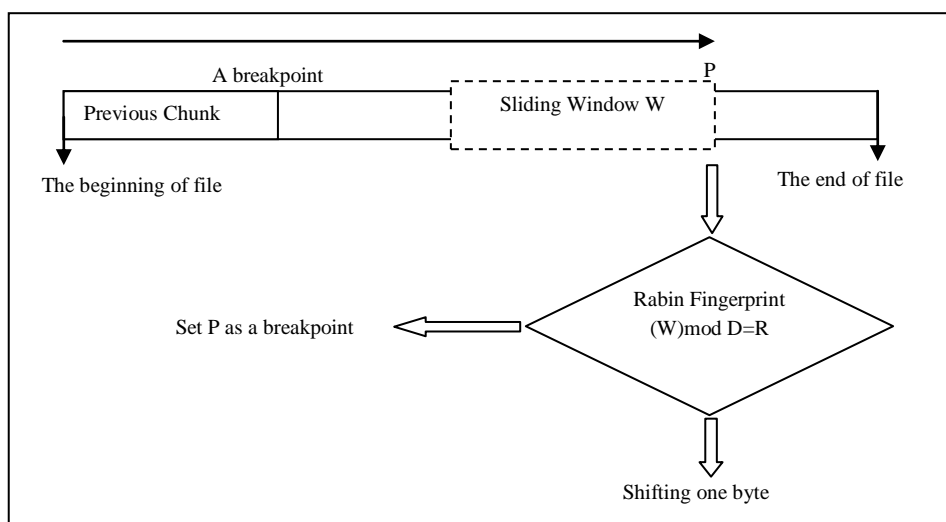 A breakpoint
P
Previous Chunk
Sliding Window W
The beginning of file
The end of file
Rabin Fingerprint
(W)mod D=R
Set P as a breakpoint
Shifting one byte